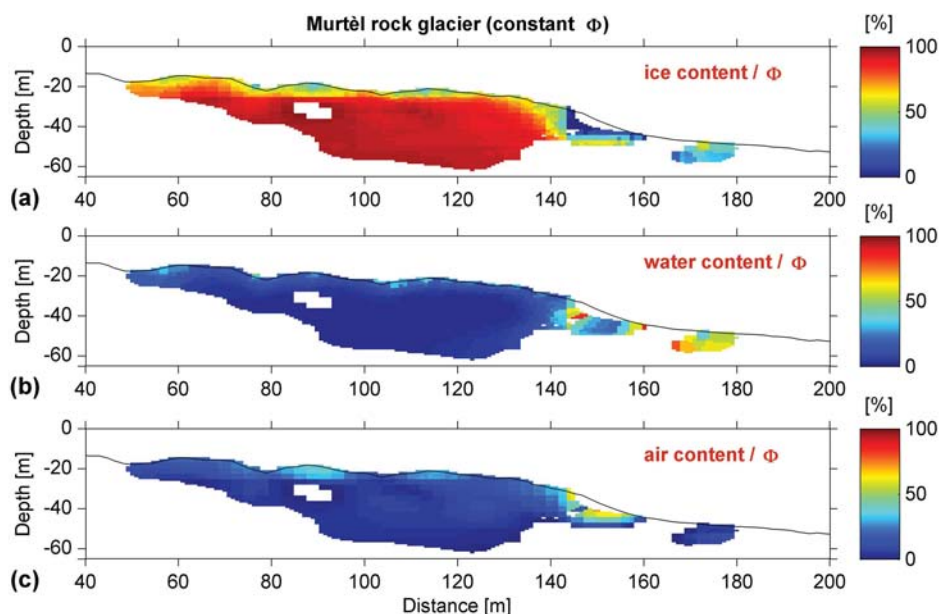 Murtèl rock glacier (constant Φ)
[%]
0
-20
-40
-60
Depth [m]
ice content / Φ
100
50
0
(a)
40 60 80 100 120 140 160 180 200
[%]
0
-20
-40
-60
Depth [m]
water content / Φ
100
50
0
(b)
40 60 80 100 120 140 160 180 200
[%]
0
-20
-40
-60
Depth [m]
air content / Φ
100
50
0
(c)
40 60 80 100 120 140 160 180 200
Distance [m]